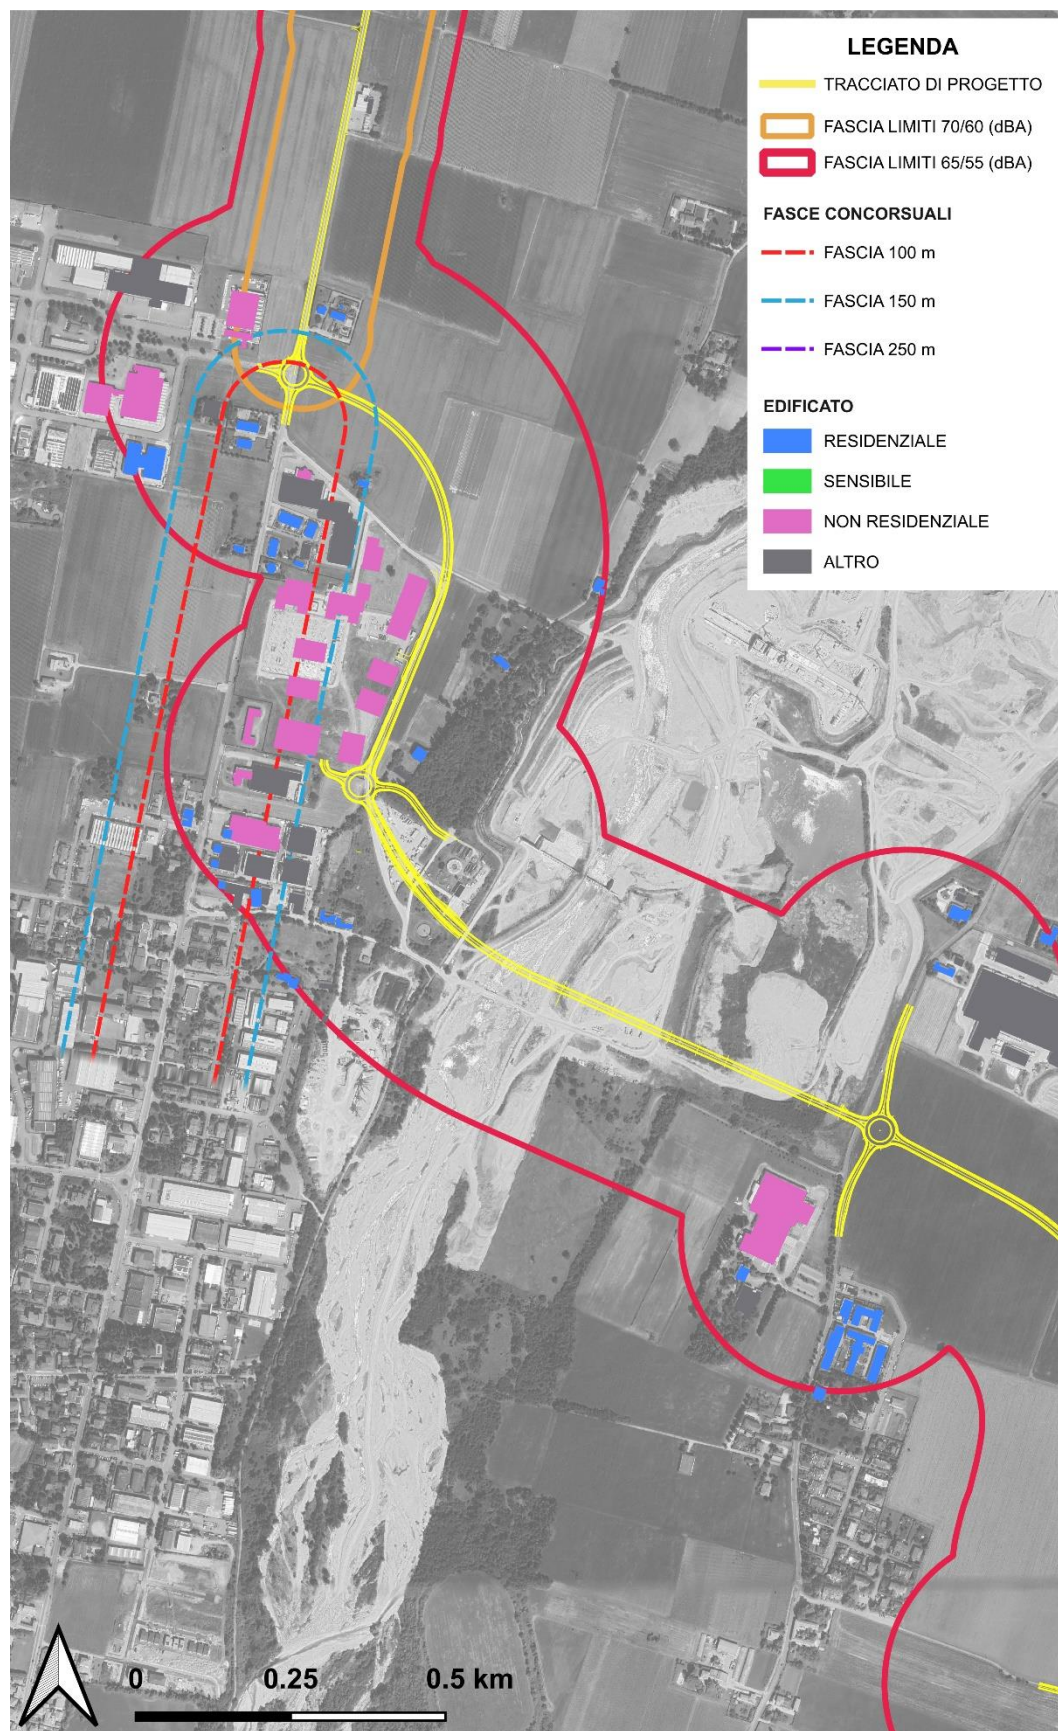 LEGENDA
TRACCIATO DI PROGETTO
FASCIA LIMITI 70/60 (dBA)
FASCIA LIMITI 65/55 (dBA)
FASCE CONCORSUALI
FASCIA 100 m
FASCIA 150 m
FASCIA 250 m
EDIFICATO
RESIDENZIALE
SENSIBILE
NON RESIDENZIALE
ALTRO
0 0.25 0.5 km